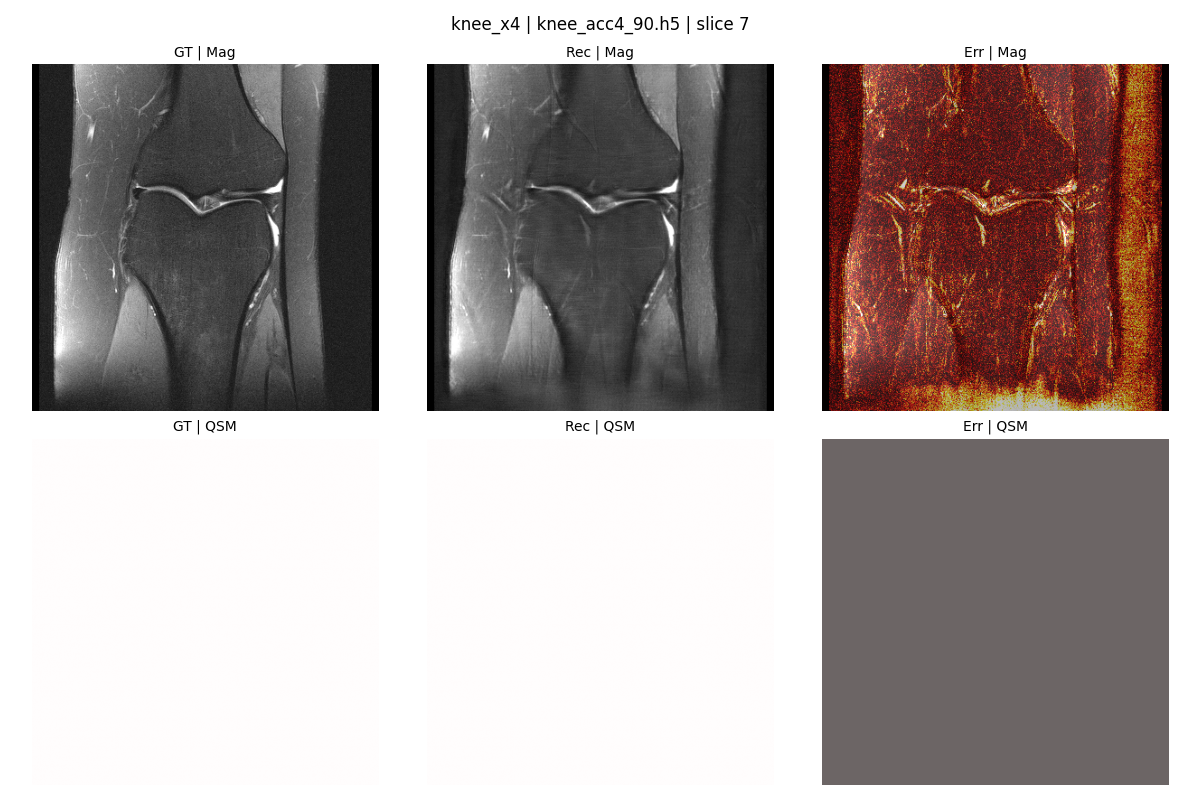 knee_x4 | knee_acc4_90.h5 | slice 7
GT | Mag
Rec | Mag
Err | Mag
GT | QSM
Rec | QSM
Err | QSM